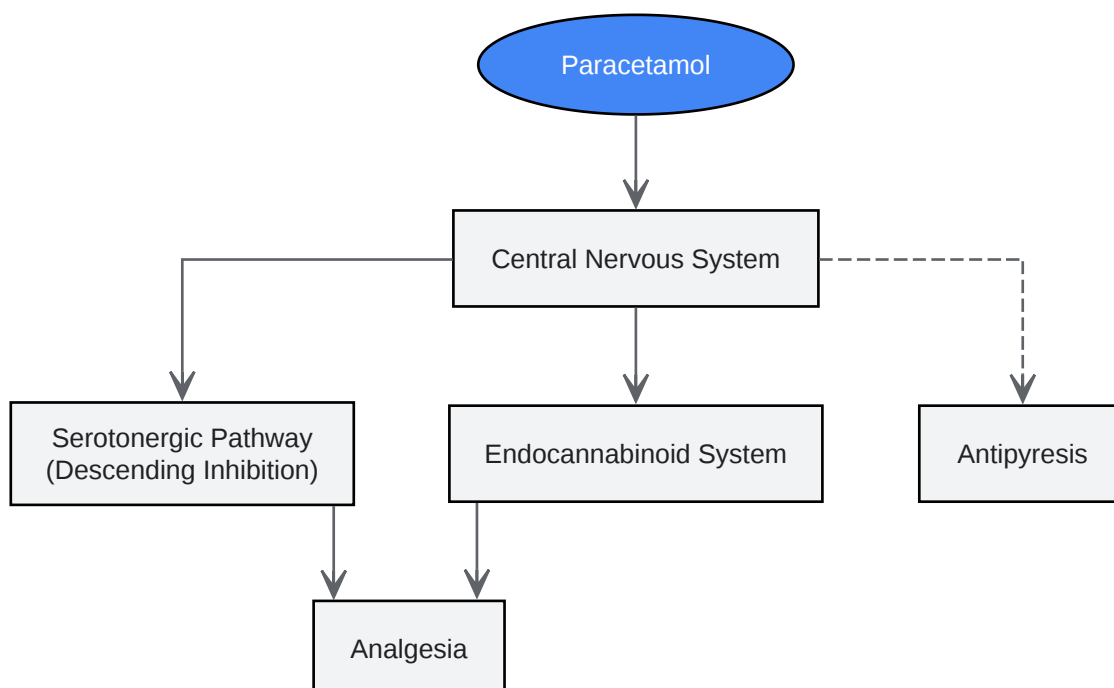 Paracetamol
Central Nervous System
Serotonergic Pathway
(Descending Inhibition)
Endocannabinoid System
Antipyresis
Analgesia